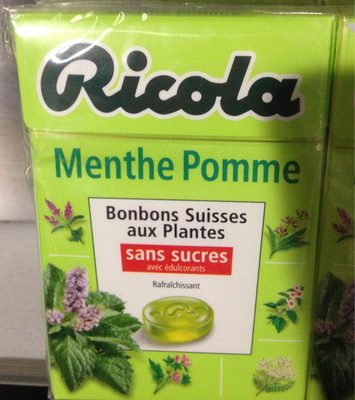 Ricola
Menthe Pomme
Bonbons Suisses
aux Plantes
sans sucres
avec édulcorants
Rafraîchissant